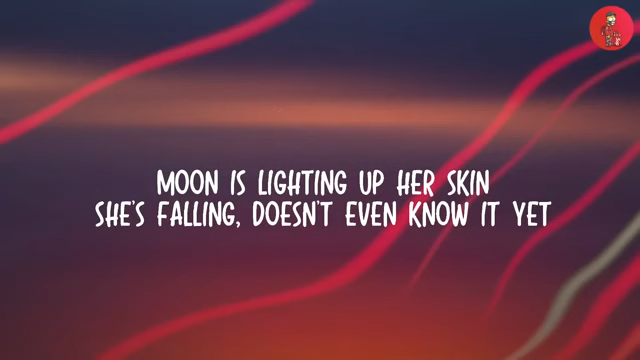 MOON IS LIGHTING UP HER SKIN
SHE'S FALLING, DOESN'T EVEN KNOW IT YET